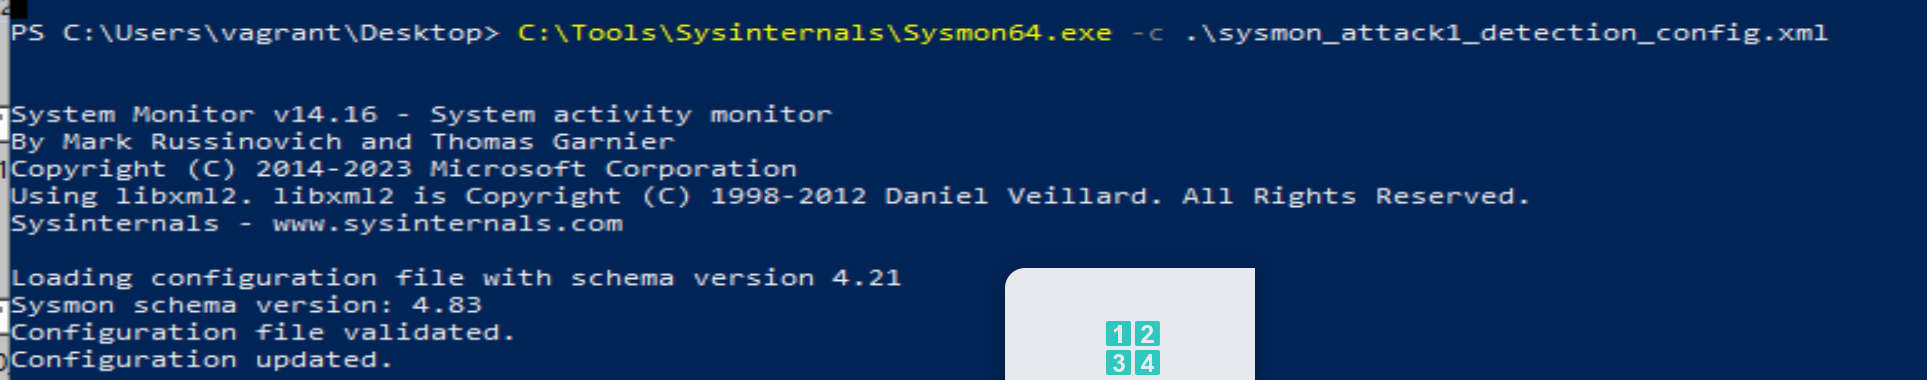 PS C:\Users\vagrant\Desktop> C:\Tools\Sysinternals\Sysmon64.exe -c .\sysmon_attack1_detection_config.xml
System Monitor v14.16 - System activity monitor
By Mark Russinovich and Thomas Garnier
Copyright (C) 2014-2023 Microsoft Corporation
Using libxml2. libxml2 is Copyright (C) 1998-2012 Daniel Veillard. All Rights Reserved.
Sysinternals - www.sysinternals.com
Loading configuration file with schema version 4.21
Sysmon schema version: 4.83
Configuration file validated.
Configuration updated.
1 2
3 4